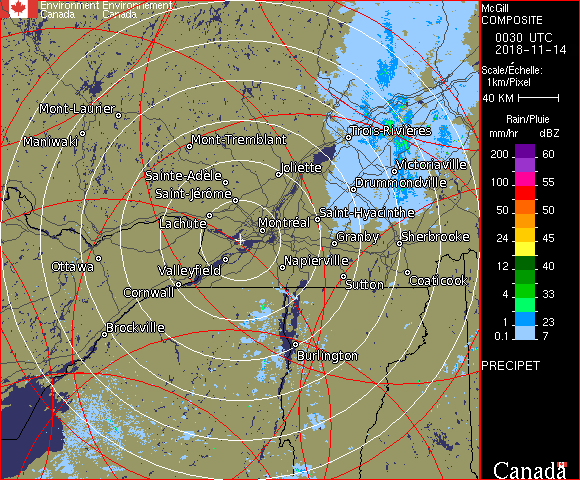 Environment Environnement
Canada Canada
McGill
COMPOSITE
0030 UTC
2018-11-14
Scale/Échelle:
1km/Pixel
40 KM
Rain/Pluie
mm/hr dBZ
200 60
100 55
50 50
24 45
12 40
4 33
1 23
0.1 7
PRECIPET
Canada
Mont-Laurier
Maniwaki
Mont-Tremblant
Trois-Rivières
Joliette
Victoriaville
Sainte-Adèle
Drummondville
Saint-Jérôme
Saint-Hyacinthe
Lachute
Montréal
Granby
Sherbrooke
Ottawa
Valleyfield
Napierville
Coaticook
Cornwall
Sutton
Brockville
Burlington